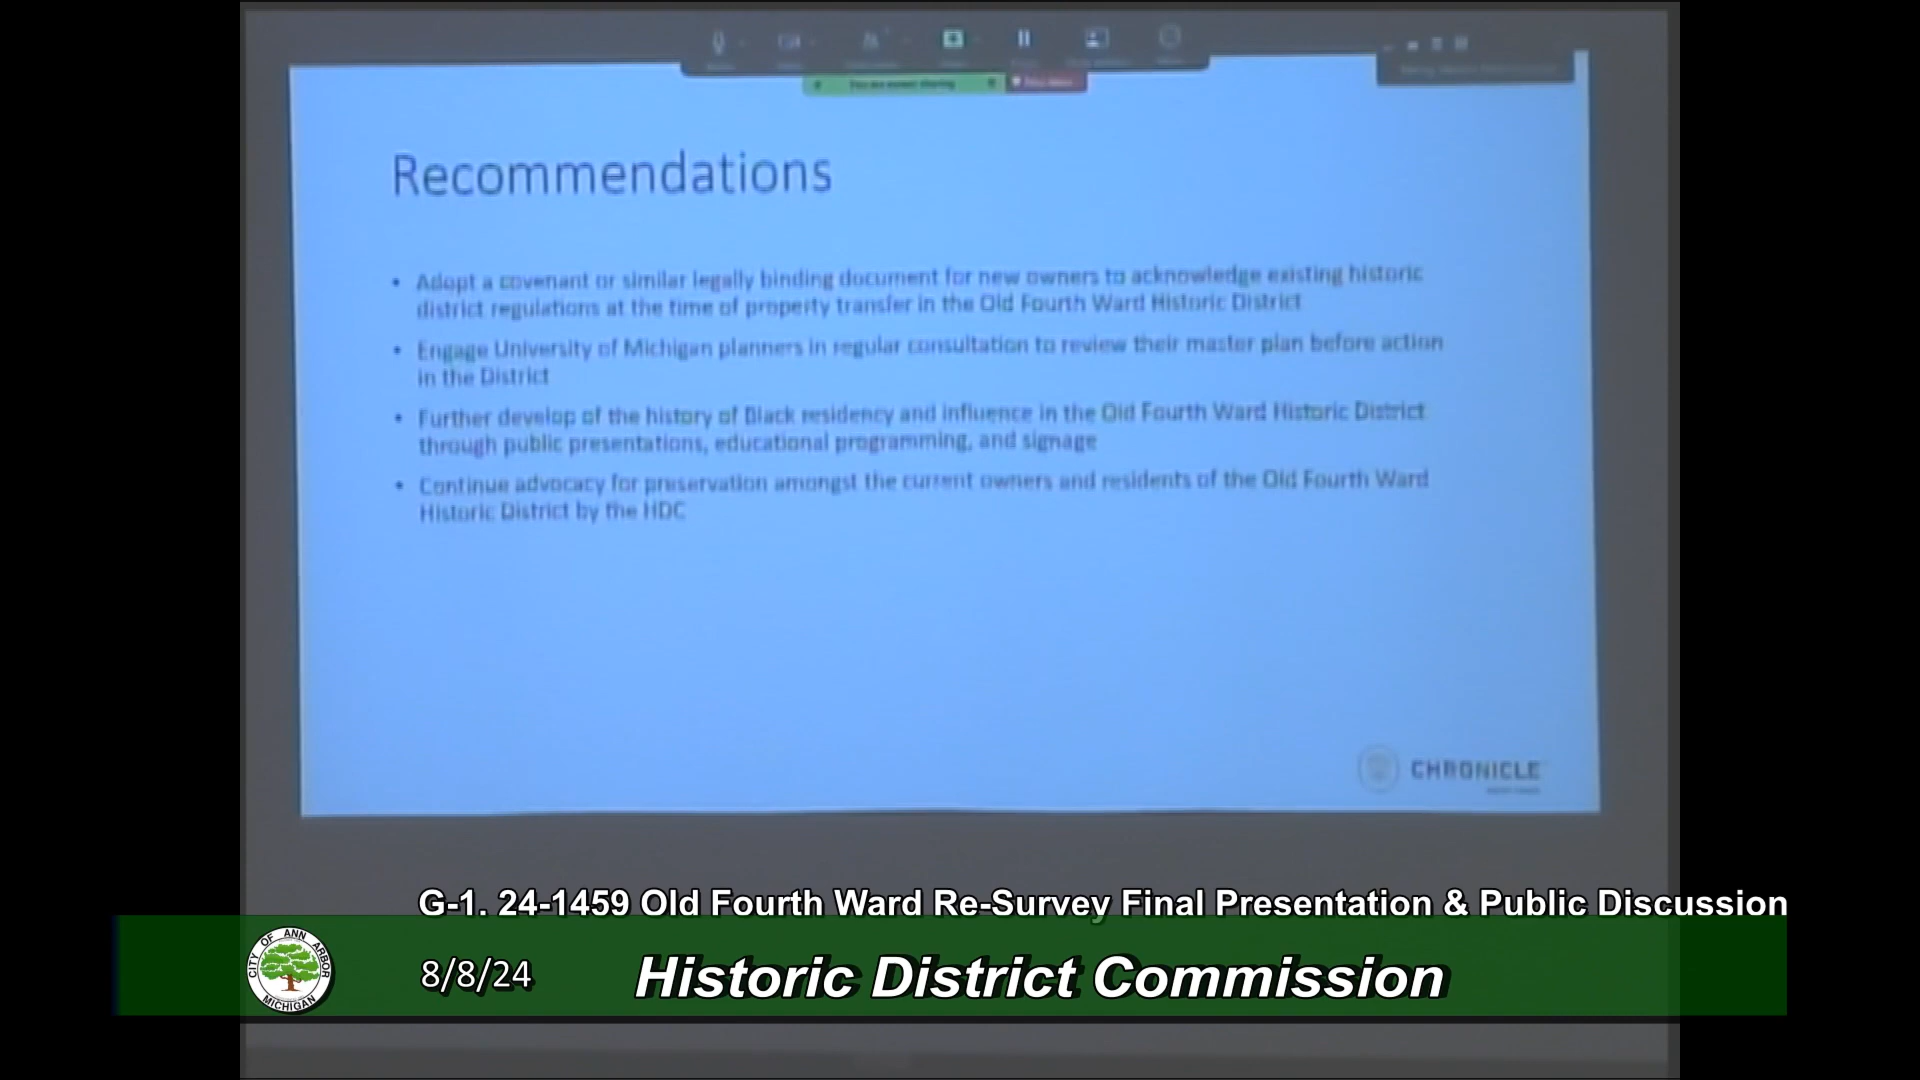 You are screen sharing
Recommendations
• Adopt a covenant or similar legally binding document for new owners to acknowledge existing historic
district regulations at the time of property transfer in the Old Fourth Ward Historic District
• Engage University of Michigan planners in regular consultation to review their master plan before action
in the District
• Further develop of the history of Black residency and influence in the Old Fourth Ward Historic District
through public presentations, educational programming, and signage
• Continue advocacy for preservation amongst the current owners and residents of the Old Fourth Ward
Historic District by the HDC
CHRONICLE
G-1. 24-1459 Old Fourth Ward Re-Survey Final Presentation & Public Discussion
CITY OF ANN ARBOR
MICHIGAN
8/8/24
Historic District Commission